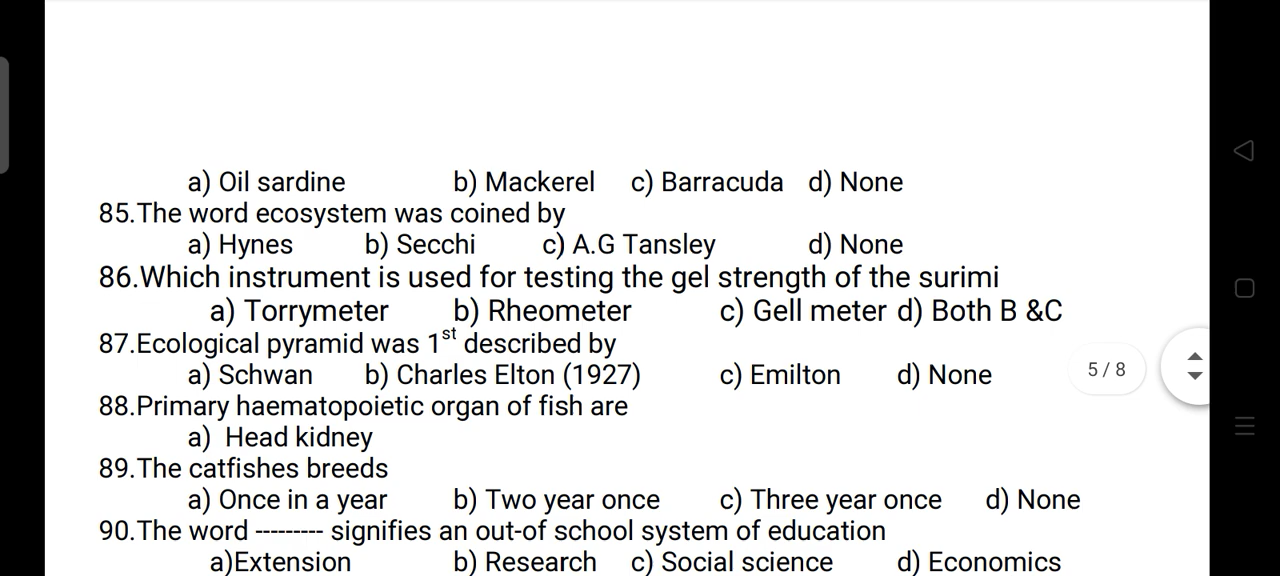 a) Oil sardine b) Mackerel c) Barracuda d) None
85.The word ecosystem was coined by
a) Hynes b) Secchi c) A.G Tansley d) None
86.Which instrument is used for testing the gel strength of the surimi
a) Torrymeter b) Rheometer c) Gell meter d) Both B &C
87.Ecological pyramid was 1st described by
a) Schwan b) Charles Elton (1927) c) Emilton d) None
5 / 8
88.Primary haematopoietic organ of fish are
a) Head kidney
89.The catfishes breeds
a) Once in a year b) Two year once c) Three year once d) None
90.The word --------- signifies an out-of school system of education
a)Extension b) Research c) Social science d) Economics